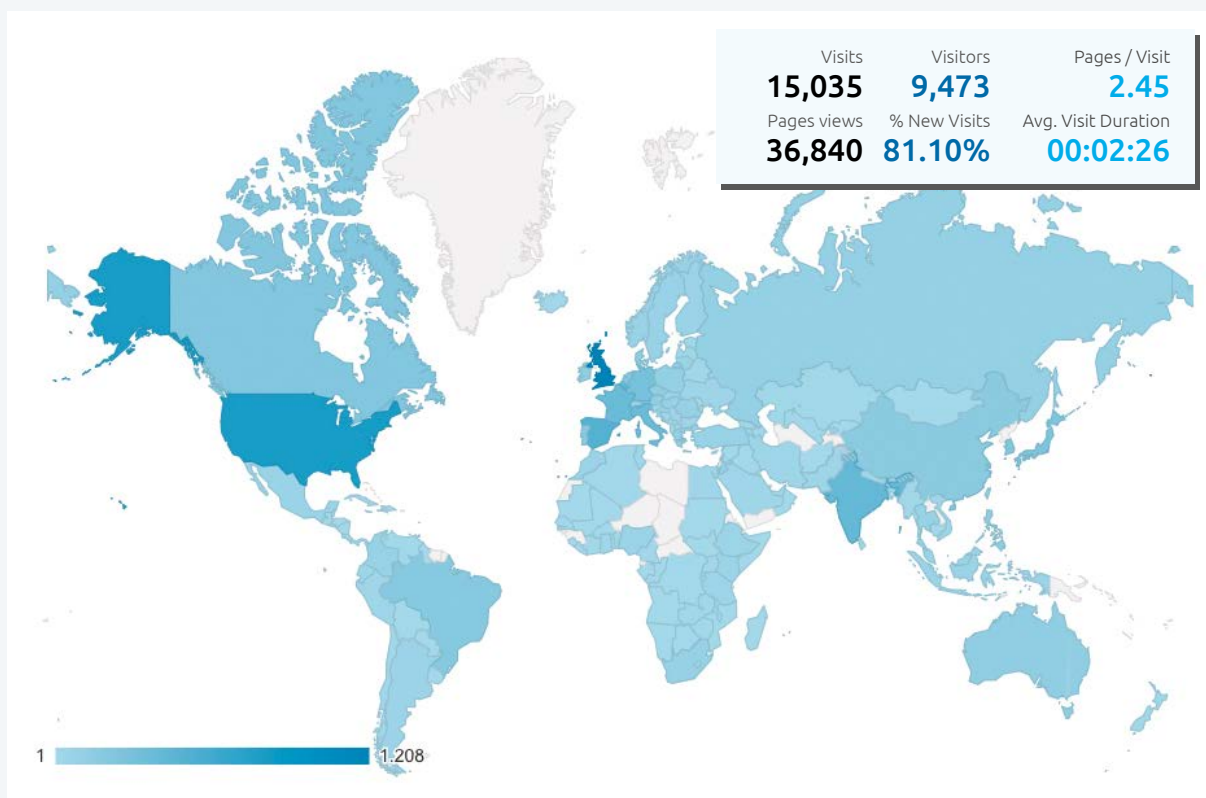 Visits Visitors Pages / Visit
15,035 9,473 2.45
Pages views % New Visits Avg. Visit Duration
36,840 81.10% 00:02:26
1 1.208